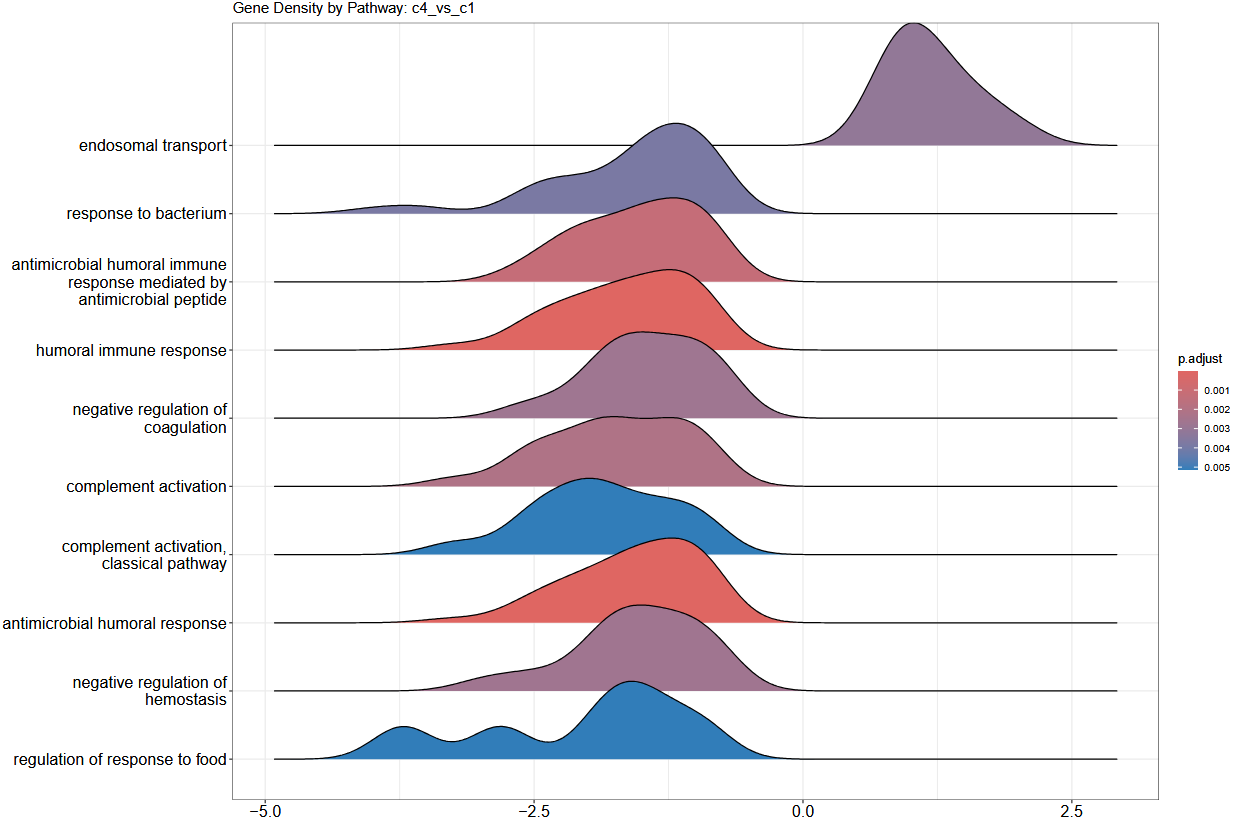 Gene Density by Pathway: c4_vs_c1
endosomal transport
response to bacterium
antimicrobial humoral immune
response mediated by
antimicrobial peptide
humoral immune response
negative regulation of
coagulation
complement activation
complement activation,
classical pathway
antimicrobial humoral response
negative regulation of
hemostasis
regulation of response to food
−5.0
−2.5
0.0
2.5
p.adjust
0.001
0.002
0.003
0.004
0.005